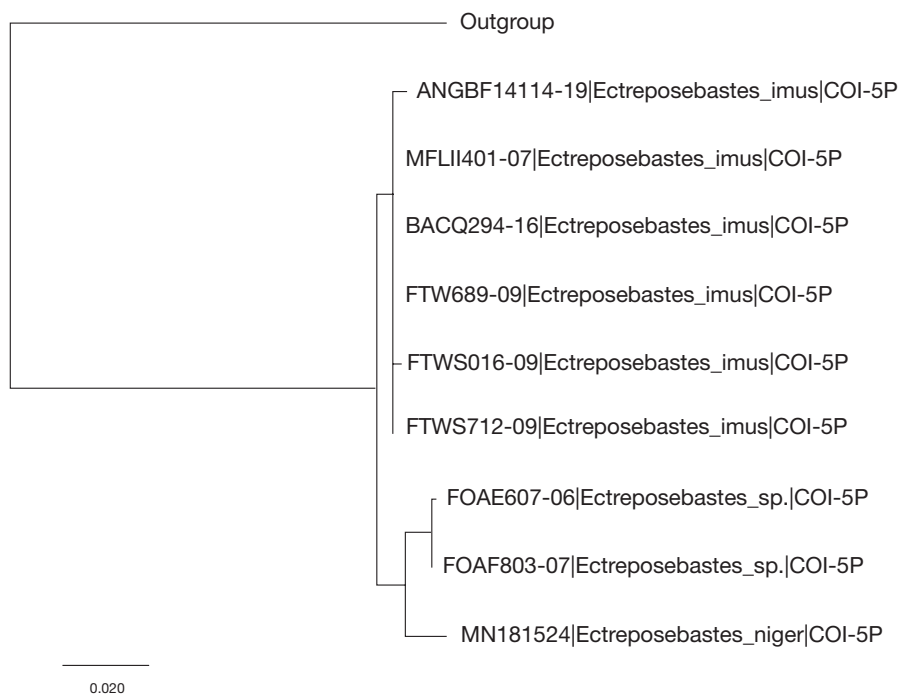 Outgroup
ANGBF14114-19|Ectreposebastes_imus|COI-5P
MFLII401-07|Ectreposebastes_imus|COI-5P
BACQ294-16|Ectreposebastes_imus|COI-5P
FTW689-09|Ectreposebastes_imus|COI-5P
FTWS016-09|Ectreposebastes_imus|COI-5P
FTWS712-09|Ectreposebastes_imus|COI-5P
FOAE607-06|Ectreposebastes_sp.|COI-5P
FOAF803-07|Ectreposebastes_sp.|COI-5P
MN181524|Ectreposebastes_niger|COI-5P
0.020